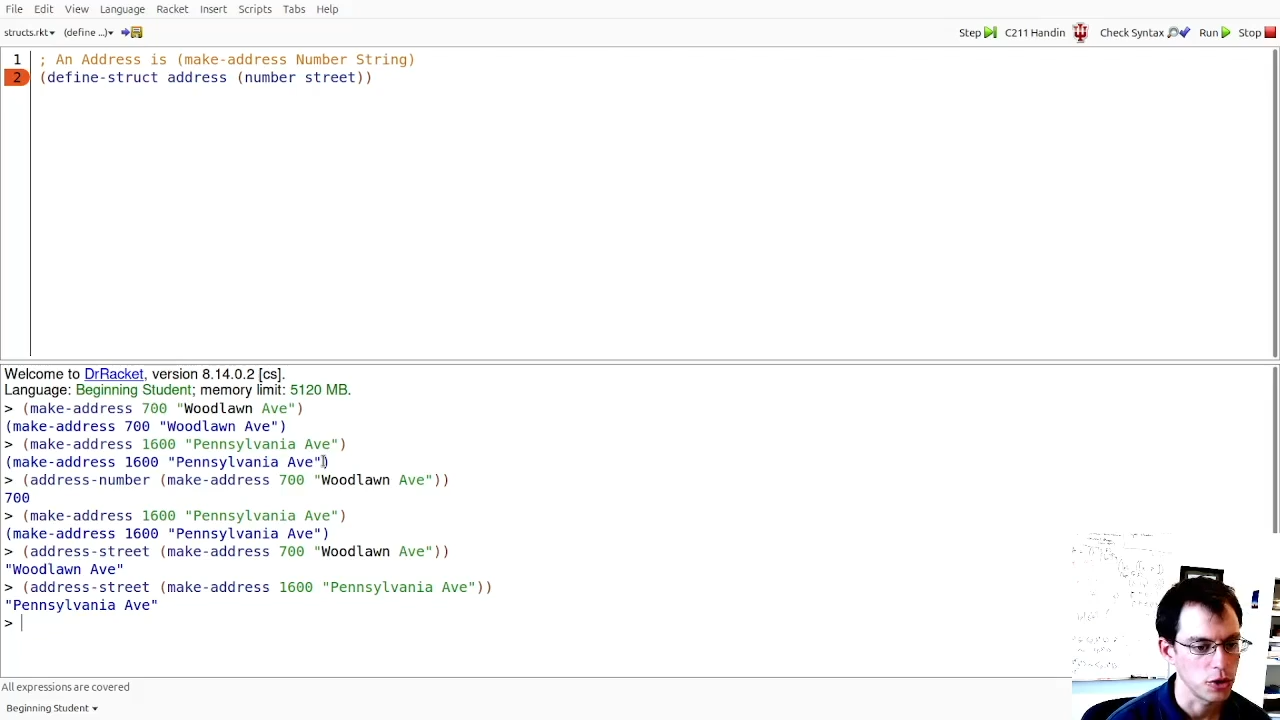 File Edit View Language Racket Insert Scripts Tabs Help
structs.rkt (define ...) Step C211 Handin Check Syntax Run Stop
1 ; An Address is (make-address Number String)
2 (define-struct address (number street))
Welcome to DrRacket, version 8.14.0.2 [cs].
Language: Beginning Student; memory limit: 5120 MB.
> (make-address 700 "Woodlawn Ave")
(make-address 700 "Woodlawn Ave")
> (make-address 1600 "Pennsylvania Ave")
(make-address 1600 "Pennsylvania Ave")
> (address-number (make-address 700 "Woodlawn Ave"))
700
> (make-address 1600 "Pennsylvania Ave")
(make-address 1600 "Pennsylvania Ave")
> (address-street (make-address 700 "Woodlawn Ave"))
"Woodlawn Ave"
> (address-street (make-address 1600 "Pennsylvania Ave"))
"Pennsylvania Ave"
>
All expressions are covered
Beginning Student